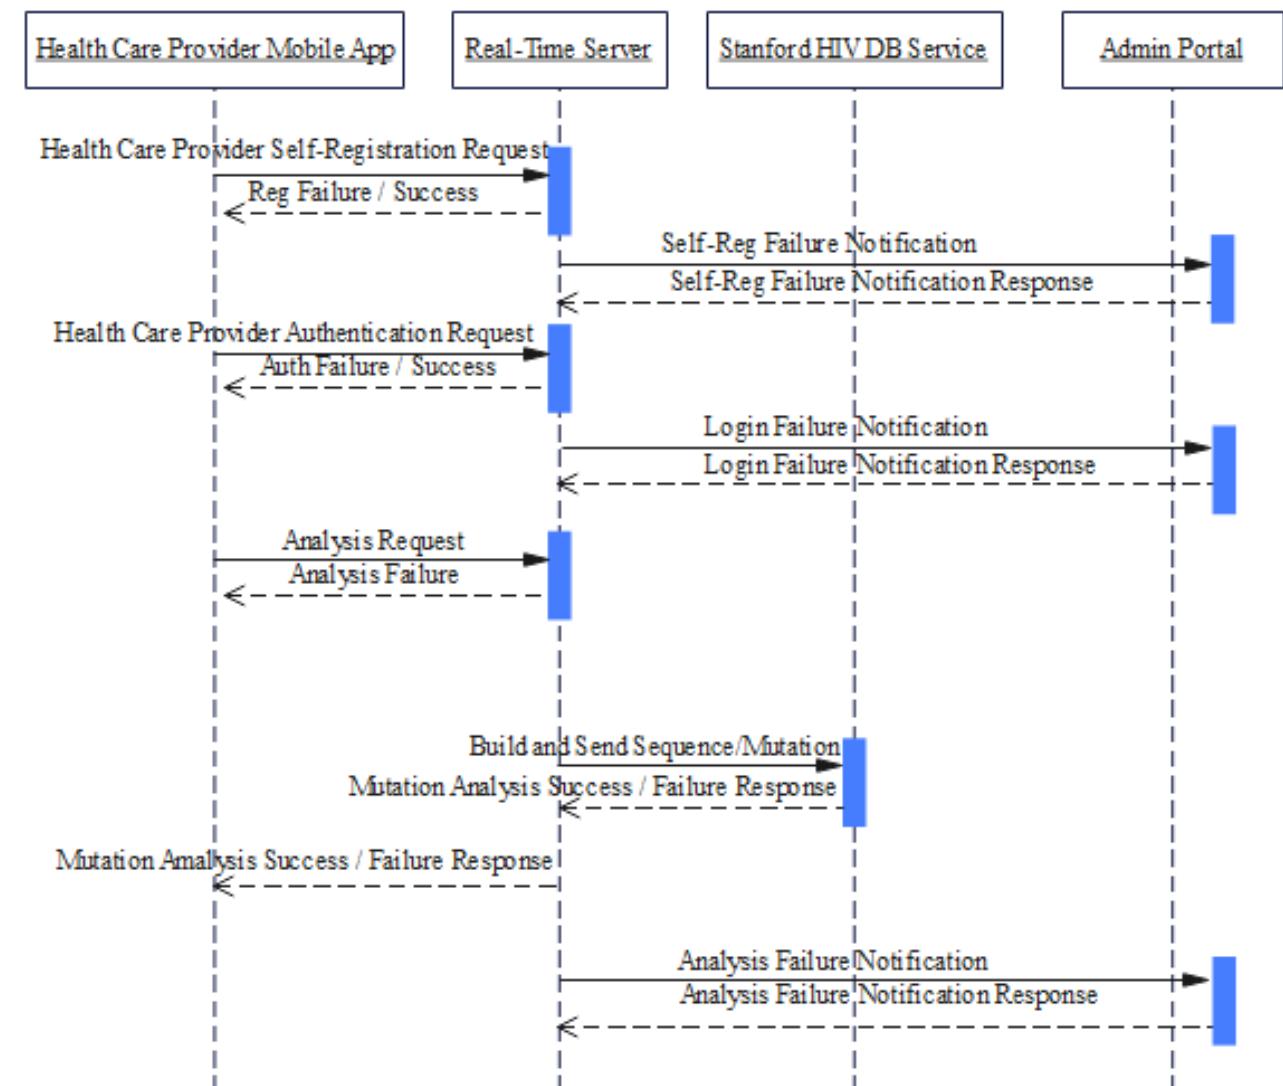 Health Care Provider Mobile App
Real-Time Server
Stanford HIV DB Service
Admin Portal
Health Care Provider Self-Registration Request
Reg Failure / Success
Self-Reg Failure Notification
Self-Reg Failure Notification Response
Health Care Provider Authentication Request
Auth Failure / Success
Login Failure Notification
Login Failure Notification Response
Analysis Request
Analysis Failure
Build and Send Sequence/Mutation
Mutation Analysis Success / Failure Response
Mutation Amalysis Success / Failure Response
Analysis Failure Notification
Analysis Failure Notification Response